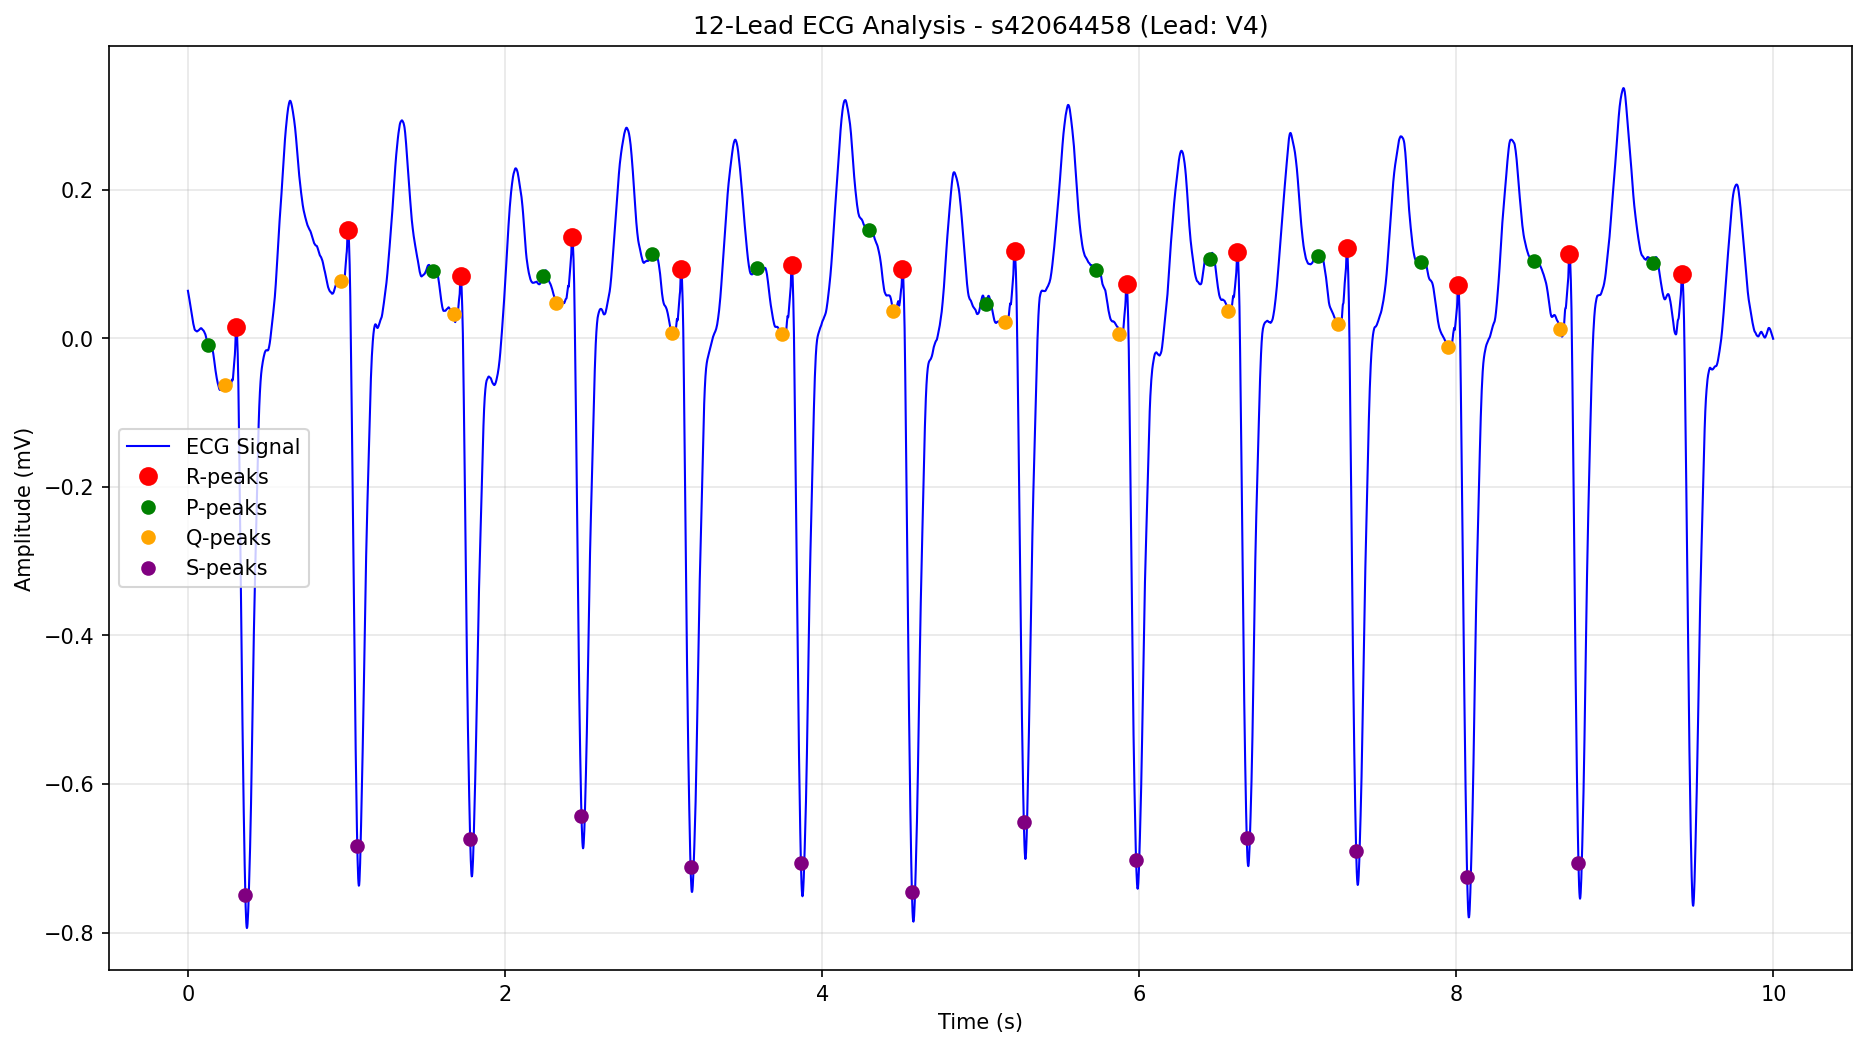 12-Lead ECG Analysis - s42064458 (Lead: V4)
Amplitude (mV)
0.2
0.0
−0.2
−0.4
−0.6
−0.8
ECG Signal
R-peaks
P-peaks
Q-peaks
S-peaks
0 2 4 6 8 10
Time (s)